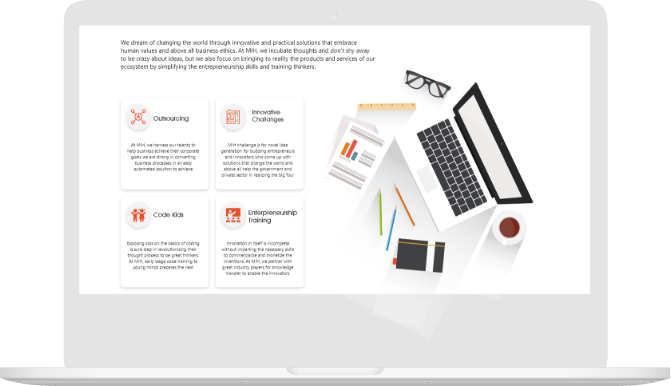 We dream of changing the world through innovative and practical solutions that embrace
human values and above all business ethics. At MIH, we incubate thoughts and don't shy away
to be crazy about ideas, but we also focus on bringing to reality the products and services of our
ecosystem by simplifying the entrepreneurship skills and training thinkers.
Outsourcing
At MIH, we harness our talents to
help business achieve their corporate
goals we are strong in converting
business processes in an easy
automated solution to achieve
Innovative
Challanges
MIH challenge is for novel idea
generation for budding entrepreneurs
and innovators who come up with
solutions that change the world and
above all help the government and
private sector in realizing the big four
Code Kids
Exposing kids on the basics of coding
is sure step in revolutionizing their
thought process to be great thinkers.
At MIH, early stage code training to
young minds prepares the next
Enterpreneurship
Training
Innovation in itself is incomplete
without imparting the necessary skills
to commercialize and monetize the
inventions. At MIH, we partner with
great industry players for knowledge
transfer to enable the innovators